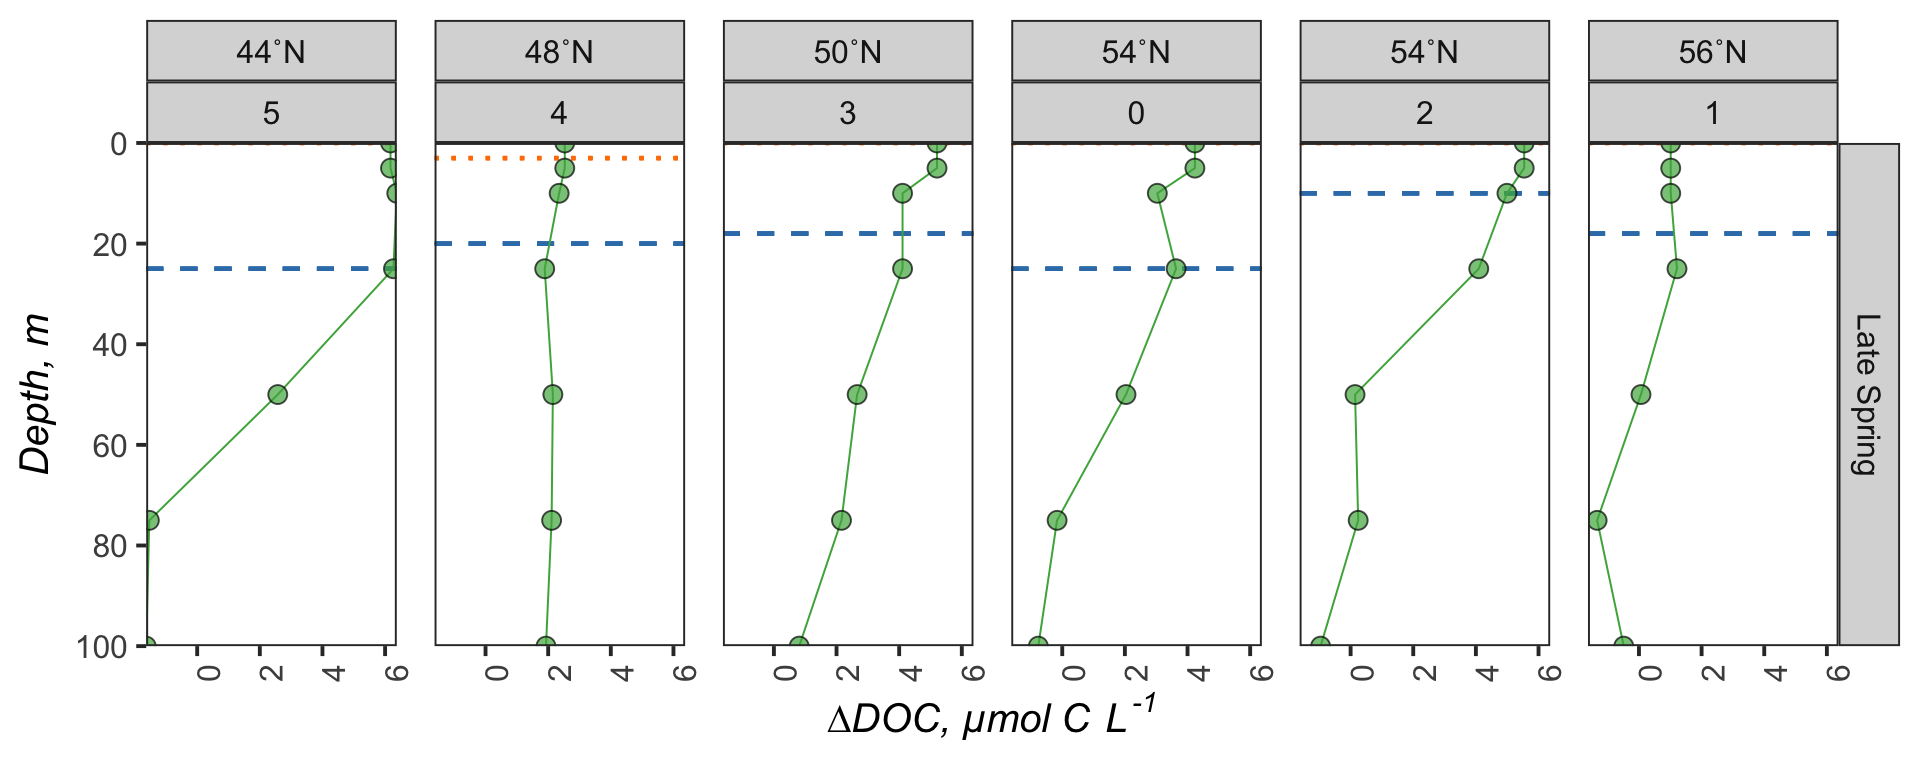 44°N 48°N 50°N 54°N 54°N 56°N
5 4 3 0 2 1
0
20
40
60
80
100
Depth, m
Late Spring
0 2 4 6 0 2 4 6 0 2 4 6 0 2 4 6 0 2 4 6 0 2 4 6
ΔDOC, μmol C L⁻¹